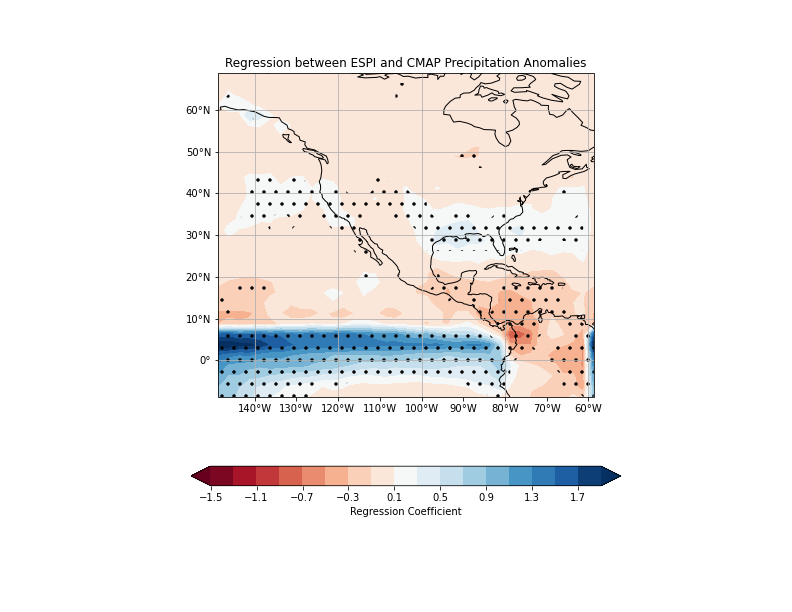 Regression between ESPI and CMAP Precipitation Anomalies
60°N
50°N
40°N
30°N
20°N
10°N
0°
140°W 130°W 120°W 110°W 100°W 90°W 80°W 70°W 60°W
−1.5 −1.1 −0.7 −0.3 0.1 0.5 0.9 1.3 1.7
Regression Coefficient